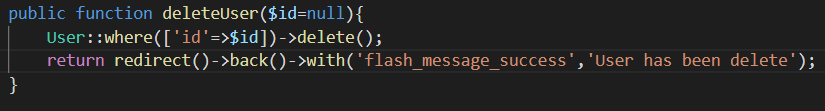 public function deleteUser($id=null){
User::where(['id'=>$id])->delete();
return redirect()->back()->with('flash_message_success','User has been delete');
}